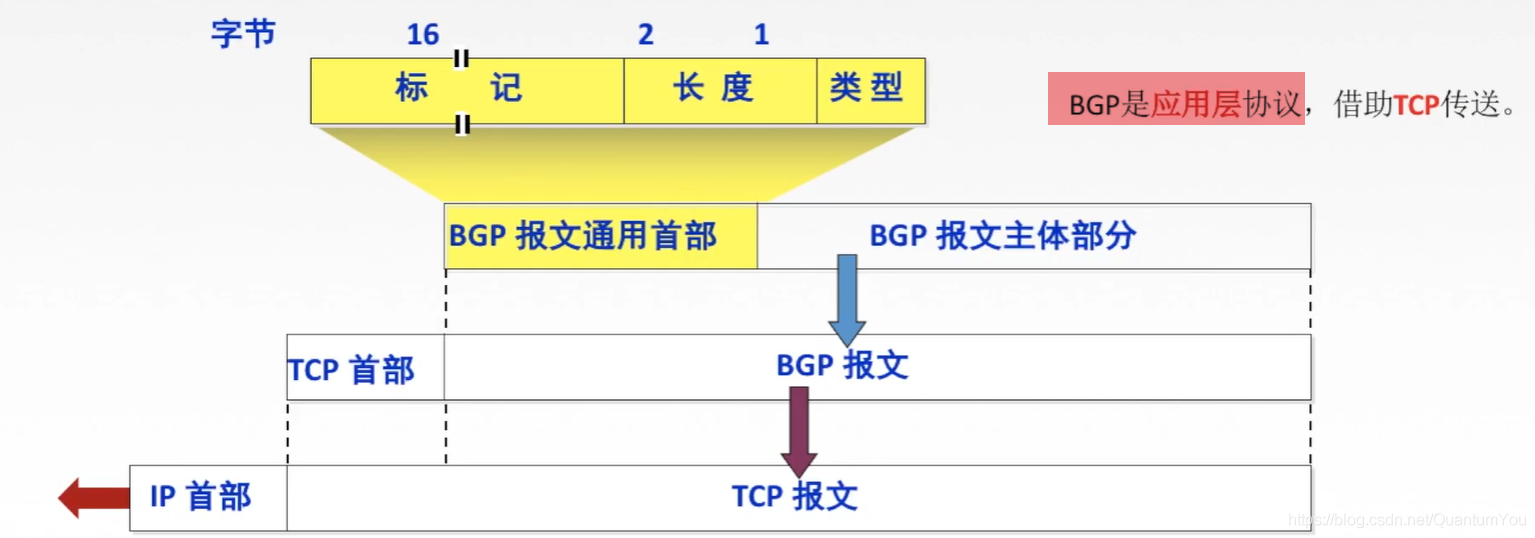 字节 16 2 1
标 记 长 度 类 型
BGP是应用层协议，借助TCP传送。
BGP 报文通用首部 BGP 报文主体部分
TCP 首部 BGP 报文
IP 首部 TCP 报文
https://blog.csdn.net/QuantumYou